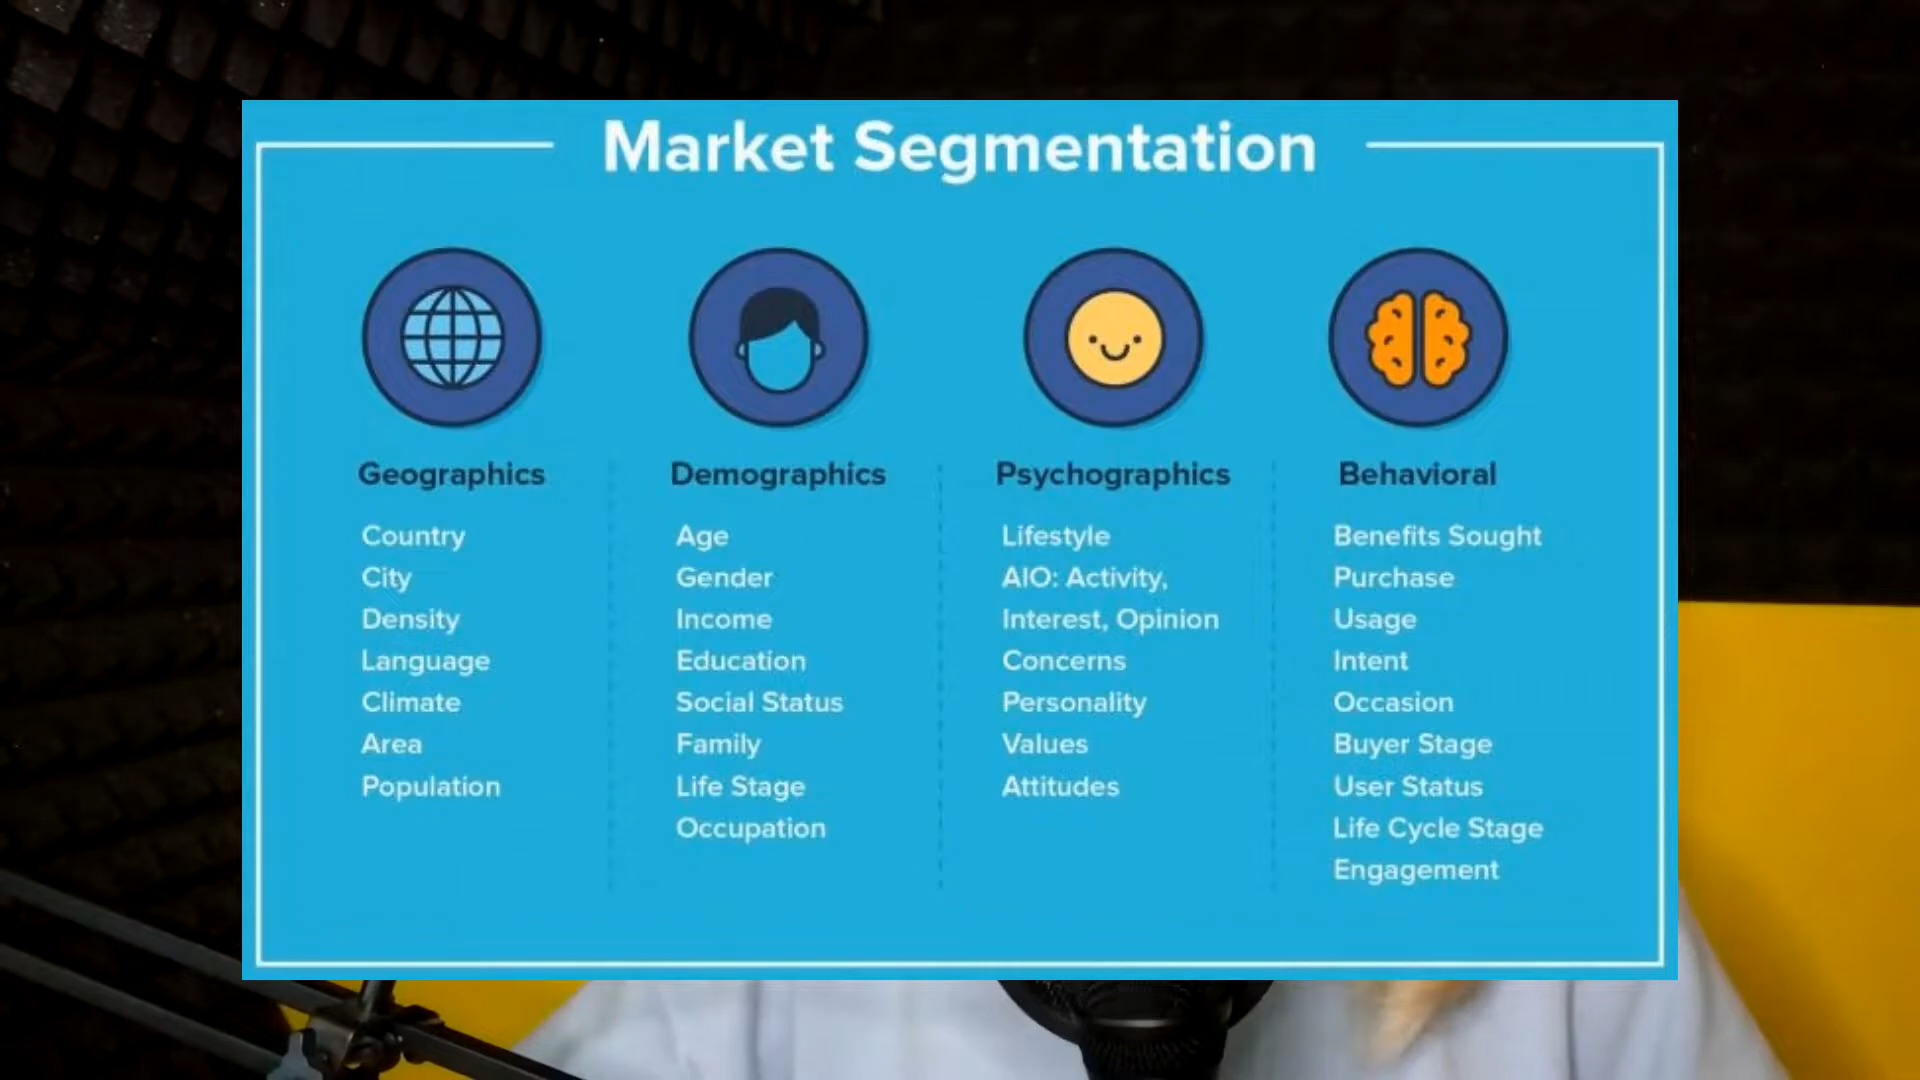 Market Segmentation
Geographics
Country
City
Density
Language
Climate
Area
Population
Demographics
Age
Gender
Income
Education
Social Status
Family
Life Stage
Occupation
Psychographics
Lifestyle
AIO: Activity,
Interest, Opinion
Concerns
Personality
Values
Attitudes
Behavioral
Benefits Sought
Purchase
Usage
Intent
Occasion
Buyer Stage
User Status
Life Cycle Stage
Engagement